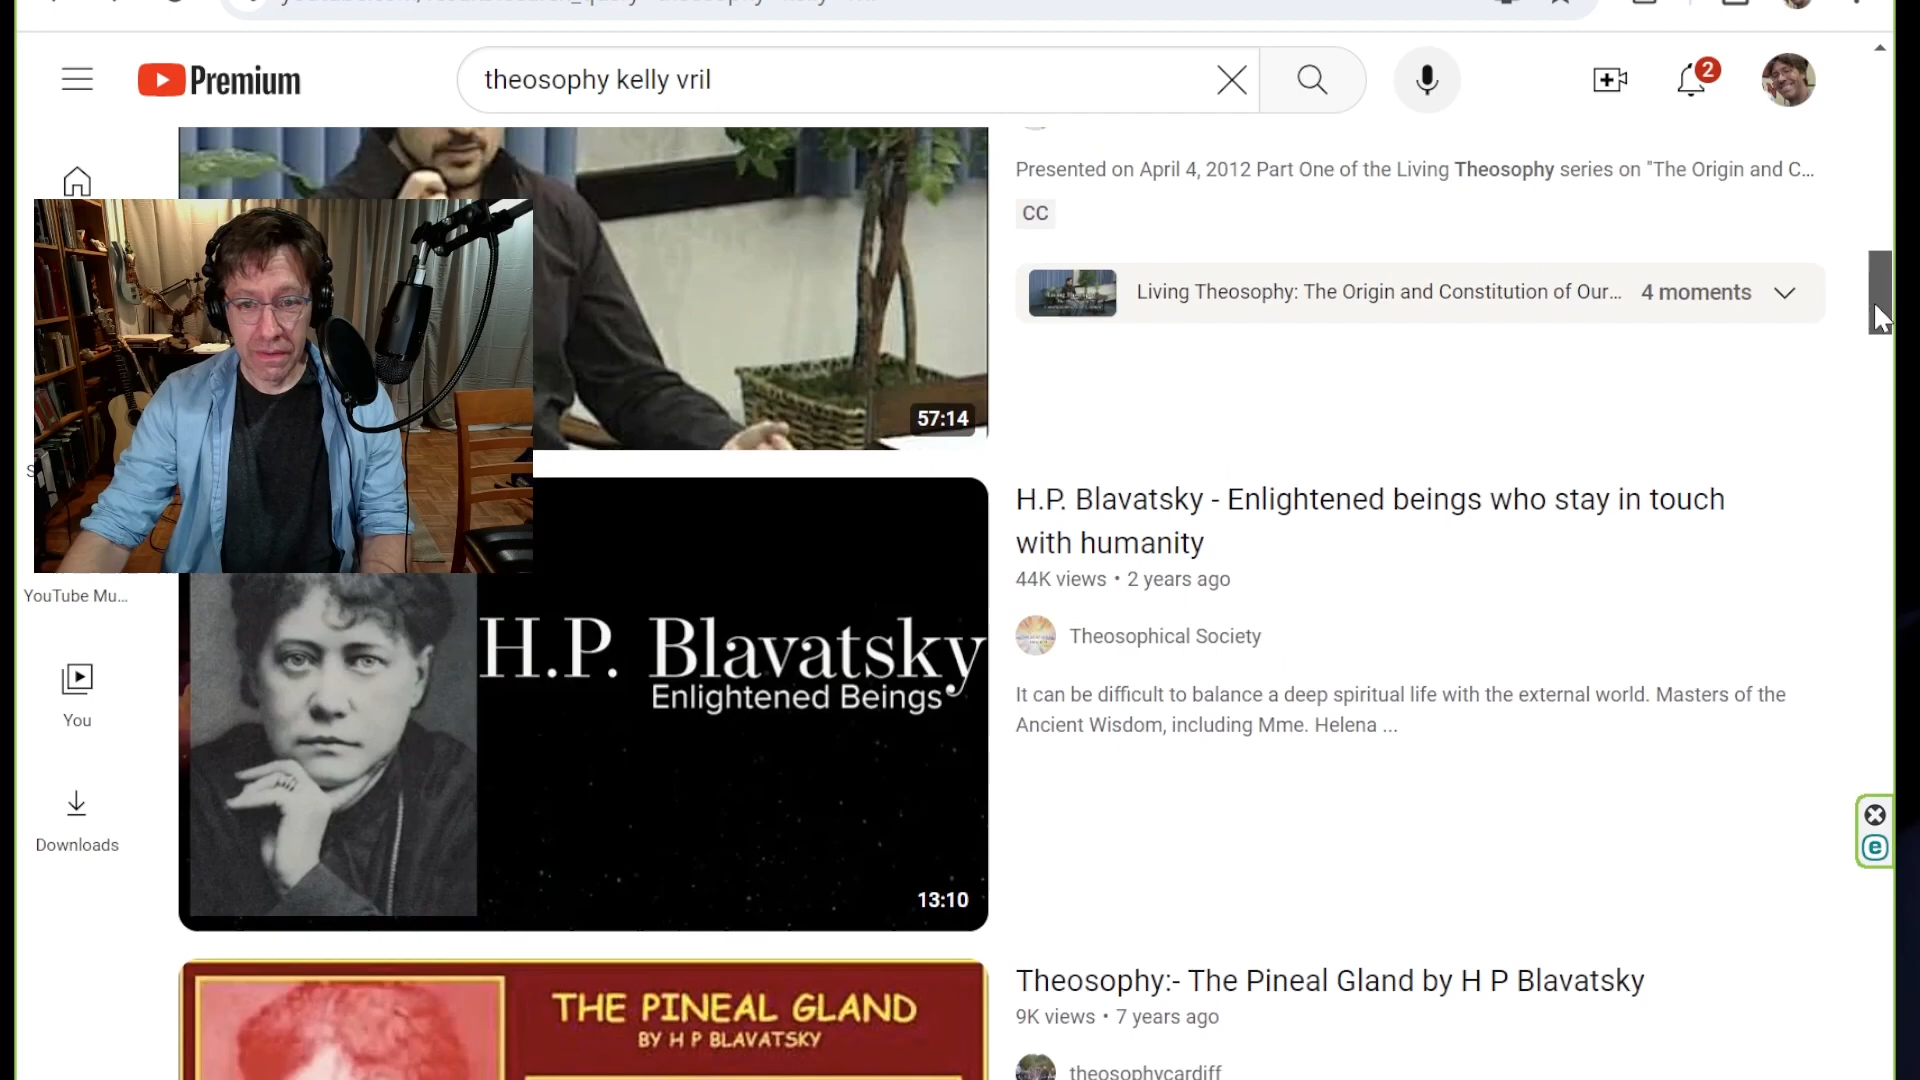 Premium
theosophy kelly vril
2
Presented on April 4, 2012 Part One of the Living Theosophy series on "The Origin and C...
CC
Living Theosophy: The Origin and Constitution of Our...
4 moments
57:14
H.P. Blavatsky - Enlightened beings who stay in touch
with humanity
44K views • 2 years ago
Theosophical Society
It can be difficult to balance a deep spiritual life with the external world. Masters of the
Ancient Wisdom, including Mme. Helena ...
H.P. Blavatsky
Enlightened Beings
13:10
YouTube Mu...
You
Downloads
Theosophy:- The Pineal Gland by H P Blavatsky
9K views • 7 years ago
theosophycardiff
THE PINEAL GLAND
BY H P BLAVATSKY